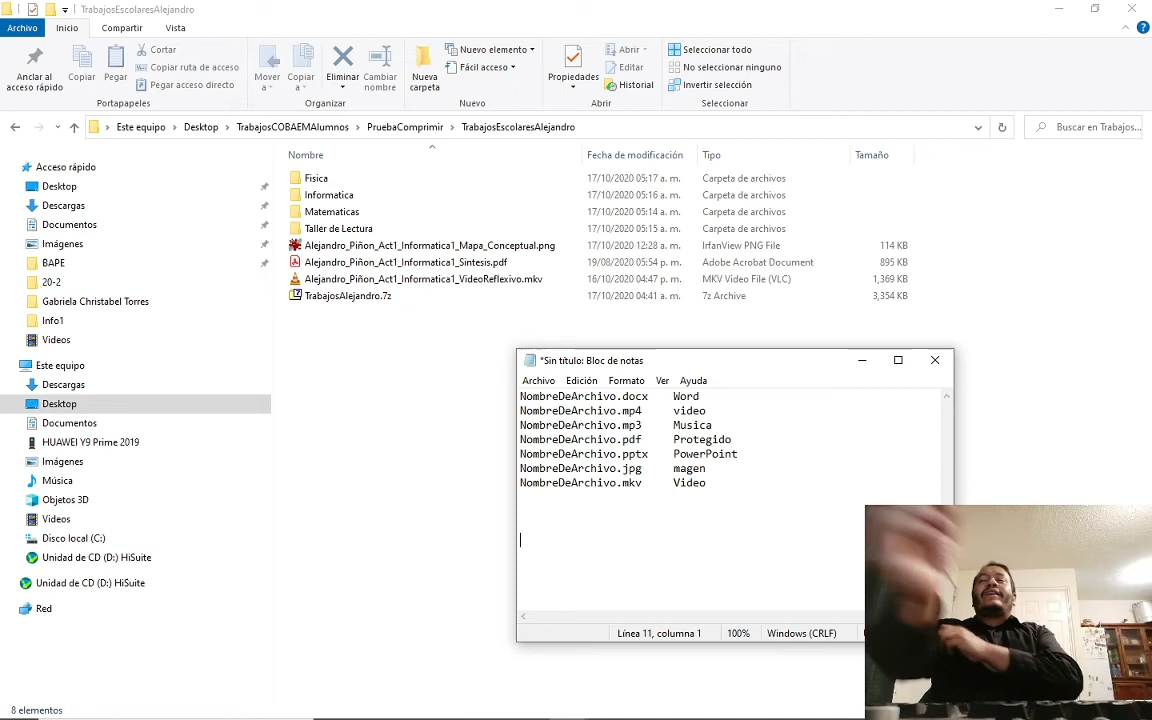 TrabajosEscolaresAlejandro
Archivo Inicio Compartir Vista
Anclar al acceso rápido
Copiar
Pegar
Cortar
Copiar ruta de acceso
Pegar acceso directo
Portapapeles
Mover a
Copiar a
Eliminar
Cambiar nombre
Organizar
Nueva carpeta
Nuevo elemento
Fácil acceso
Nuevo
Propiedades
Abrir
Editar
Historial
Abrir
Seleccionar todo
No seleccionar ninguno
Invertir selección
Seleccionar
Este equipo > Desktop > TrabajosCOBAEMAlumnos > PruebaComprimir > TrabajosEscolaresAlejandro
Buscar en Trabajos...
Acceso rápido
Desktop
Descargas
Documentos
Imágenes
BAPE
20-2
Gabriela Christabel Torres
Info1
Videos
Este equipo
Descargas
Desktop
Documentos
HUAWEI Y9 Prime 2019
Imágenes
Música
Objetos 3D
Videos
Disco local (C:)
Unidad de CD (D:) HiSuite
Unidad de CD (D:) HiSuite
Red
Nombre Fecha de modificación Tipo Tamaño
Fisica 17/10/2020 05:17 a. m. Carpeta de archivos
Informatica 17/10/2020 05:16 a. m. Carpeta de archivos
Matematicas 17/10/2020 05:14 a. m. Carpeta de archivos
Taller de Lectura 17/10/2020 05:15 a. m. Carpeta de archivos
Alejandro_Piñon_Act1_Informatica1_Mapa_Conceptual.png 17/10/2020 12:28 a. m. IrfanView PNG File 114 KB
Alejandro_Piñon_Act1_Informatica1_Sintesis.pdf 19/08/2020 05:54 p. m. Adobe Acrobat Document 895 KB
Alejandro_Piñon_Act1_Informatica1_VideoReflexivo.mkv 16/10/2020 04:47 p. m. MKV Video File (VLC) 1,369 KB
TrabajosAlejandro.7z 17/10/2020 04:41 a. m. 7z Archive 3,354 KB
*Sin título: Bloc de notas
Archivo Edición Formato Ver Ayuda
NombreDeArchivo.docx Word
NombreDeArchivo.mp4 video
NombreDeArchivo.mp3 Musica
NombreDeArchivo.pdf Protegido
NombreDeArchivo.pptx PowerPoint
NombreDeArchivo.jpg magen
NombreDeArchivo.mkv Video
Línea 11, columna 1 100% Windows (CRLF)
8 elementos